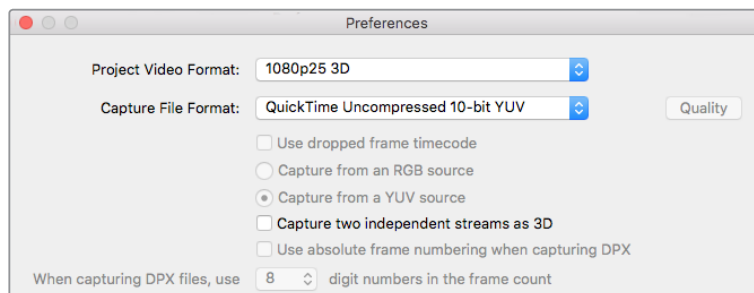 Preferences
Project Video Format: 1080p25 3D
Capture File Format: QuickTime Uncompressed 10-bit YUV Quality
Use dropped frame timecode
Capture from an RGB source
Capture from a YUV source
Capture two independent streams as 3D
Use absolute frame numbering when capturing DPX
When capturing DPX files, use 8 digit numbers in the frame count